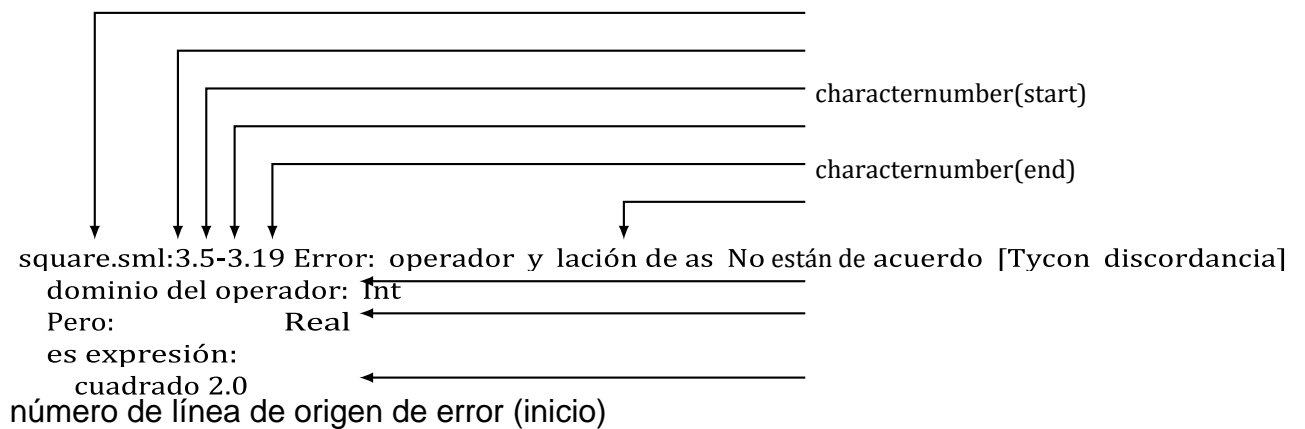 characternumber(start)
characternumber(end)
square.sml:3.5-3.19 Error: operador y lación de as No están de acuerdo [Tycon discordancia]
dominio del operador: Int
Pero: Real
es expresión:
cuadrado 2.0
número de línea de origen de error (inicio)